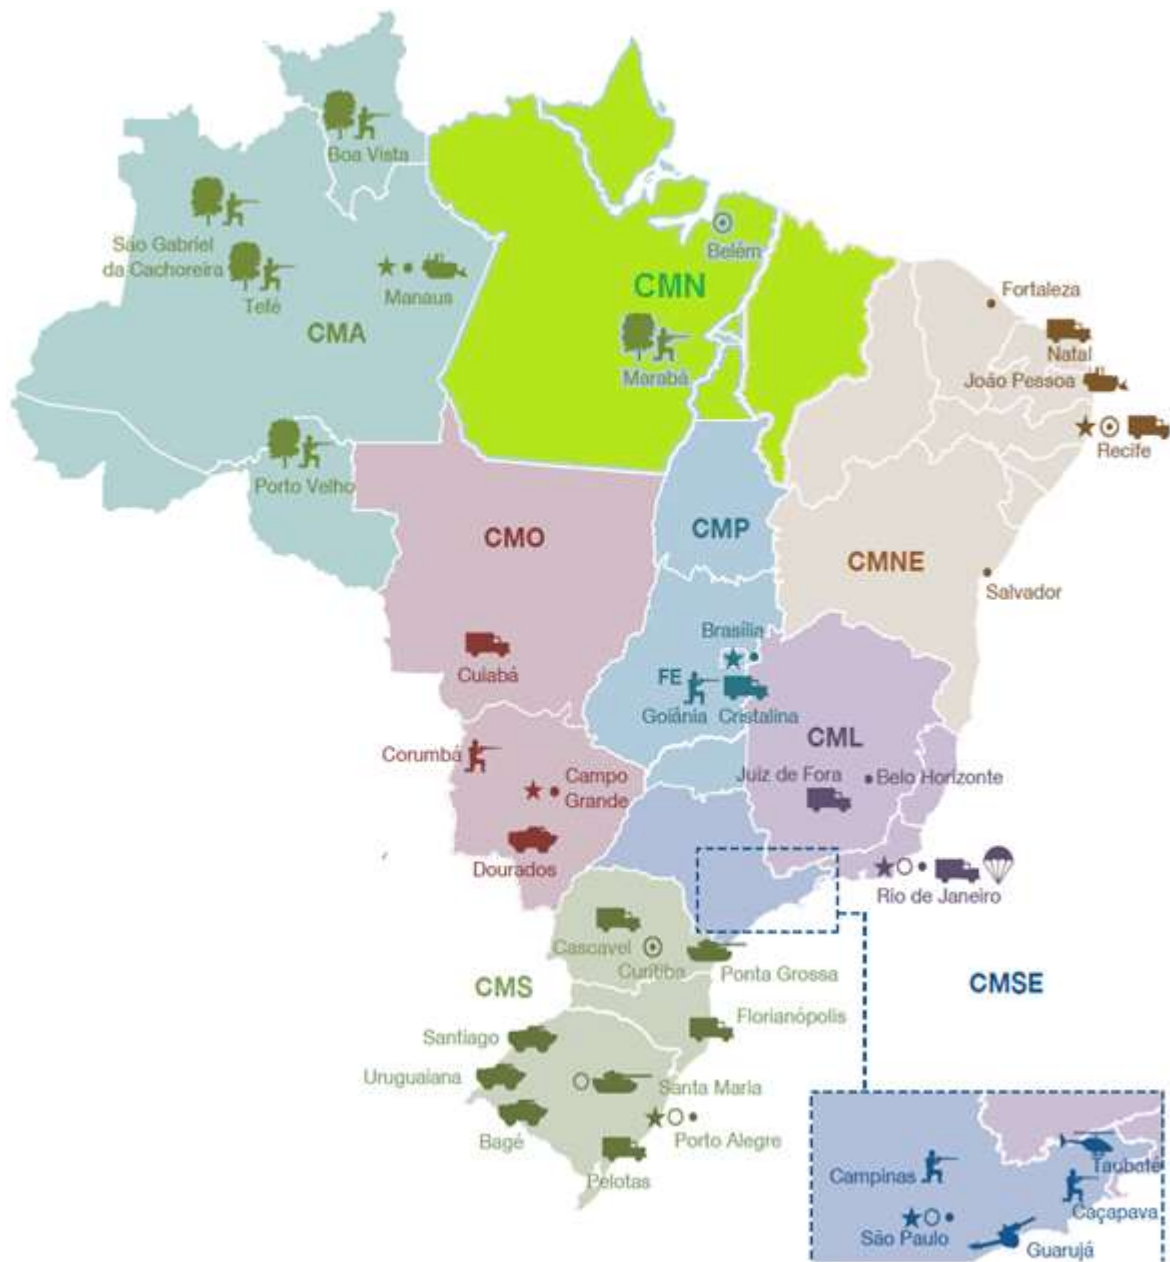 Boa Vista
São Gabriel
da Cachoreira
Tefé
Manaus
CMA
Belém
CMN
Marabá
Fortaleza
Natal
João Pessoa
Recife
Porto Velho
CMO
CMP
CMNE
Salvador
Brasília
Cuiabá
FE
Goiânia
Cristalina
CML
Corumbá
Campo
Grande
Juiz de Fora
Belo Horizonte
Dourados
Rio de Janeiro
Cascavel
Curitiba
Ponta Grossa
CMS
CMSE
Florianópolis
Santiago
Uruguaiana
Santa Maria
Bagé
Porto Alegre
Pelotas
Campinas
Taubaté
Caçapava
São Paulo
Guarujá